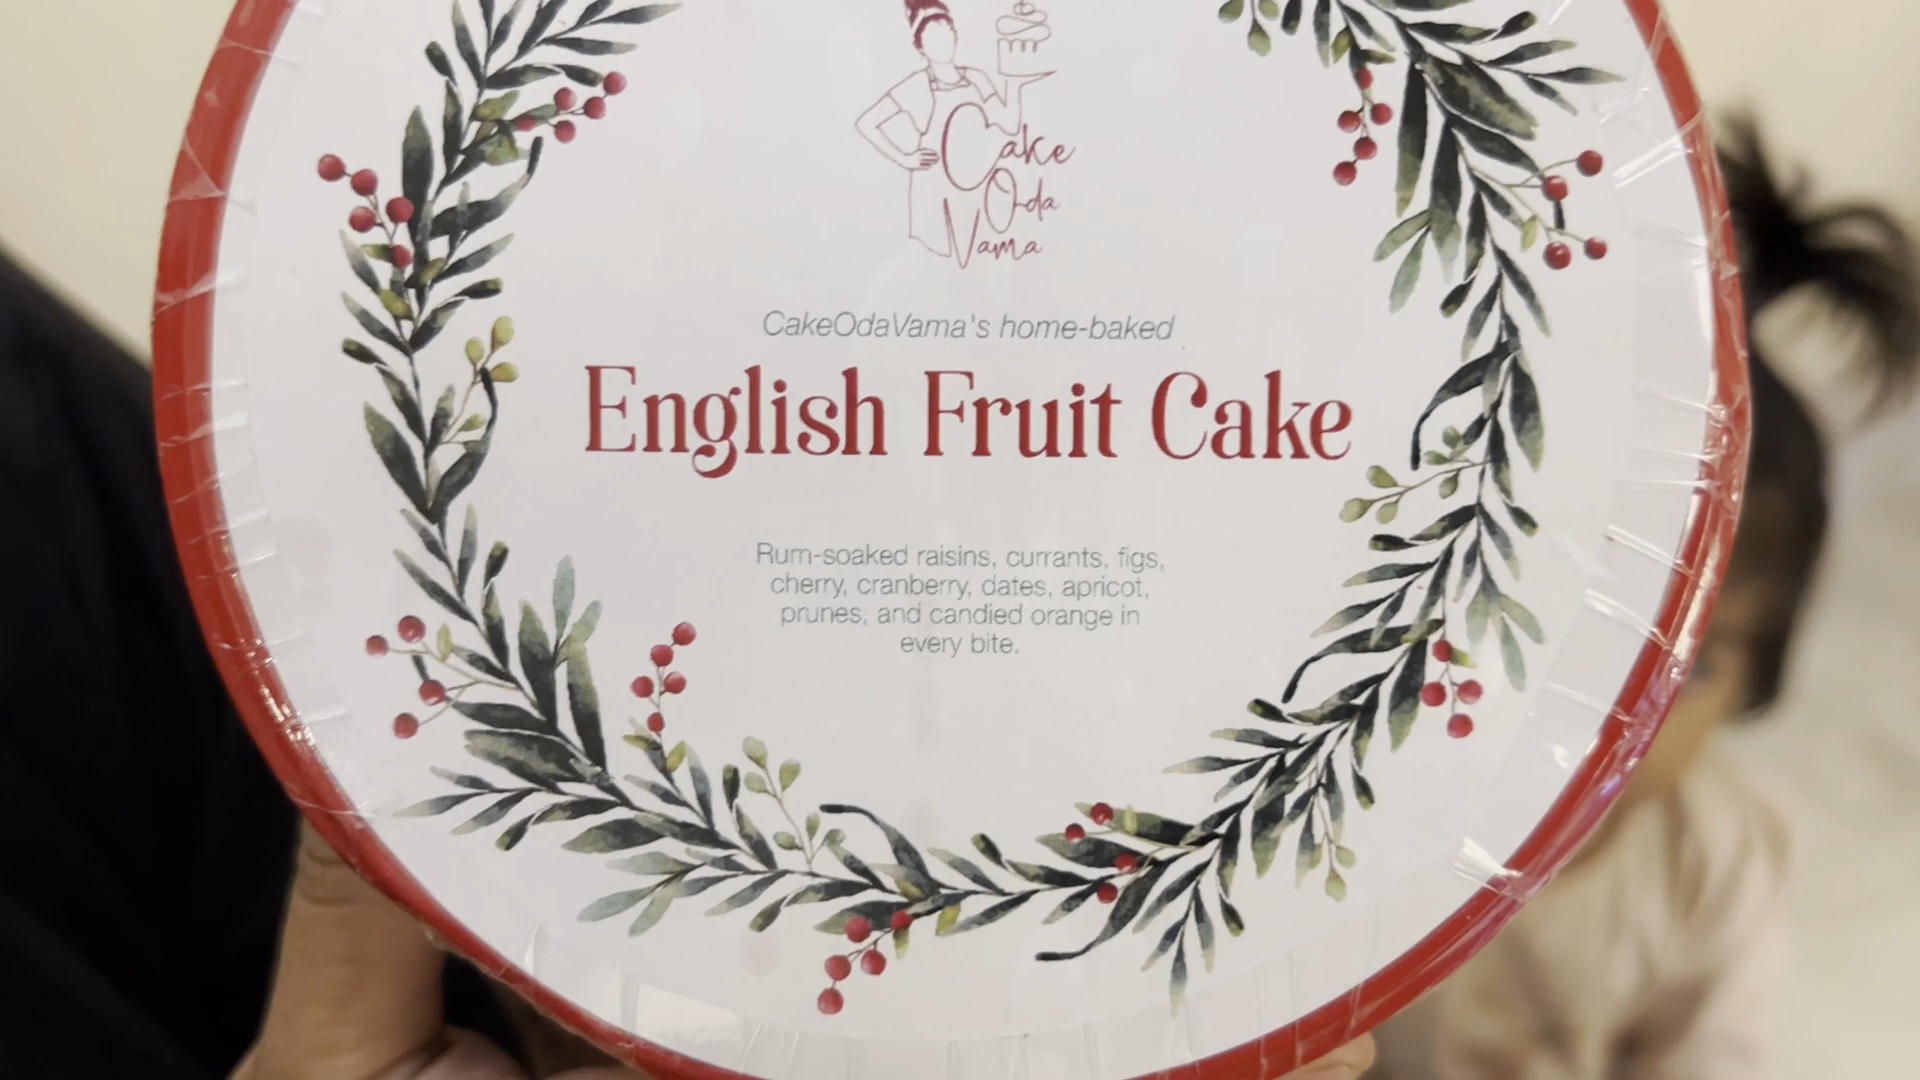 Cake
Oda
Vama
CakeOdaVama's home-baked
English Fruit Cake
Rum-soaked raisins, currants, figs,
cherry, cranberry, dates, apricot,
prunes, and candied orange in
every bite.